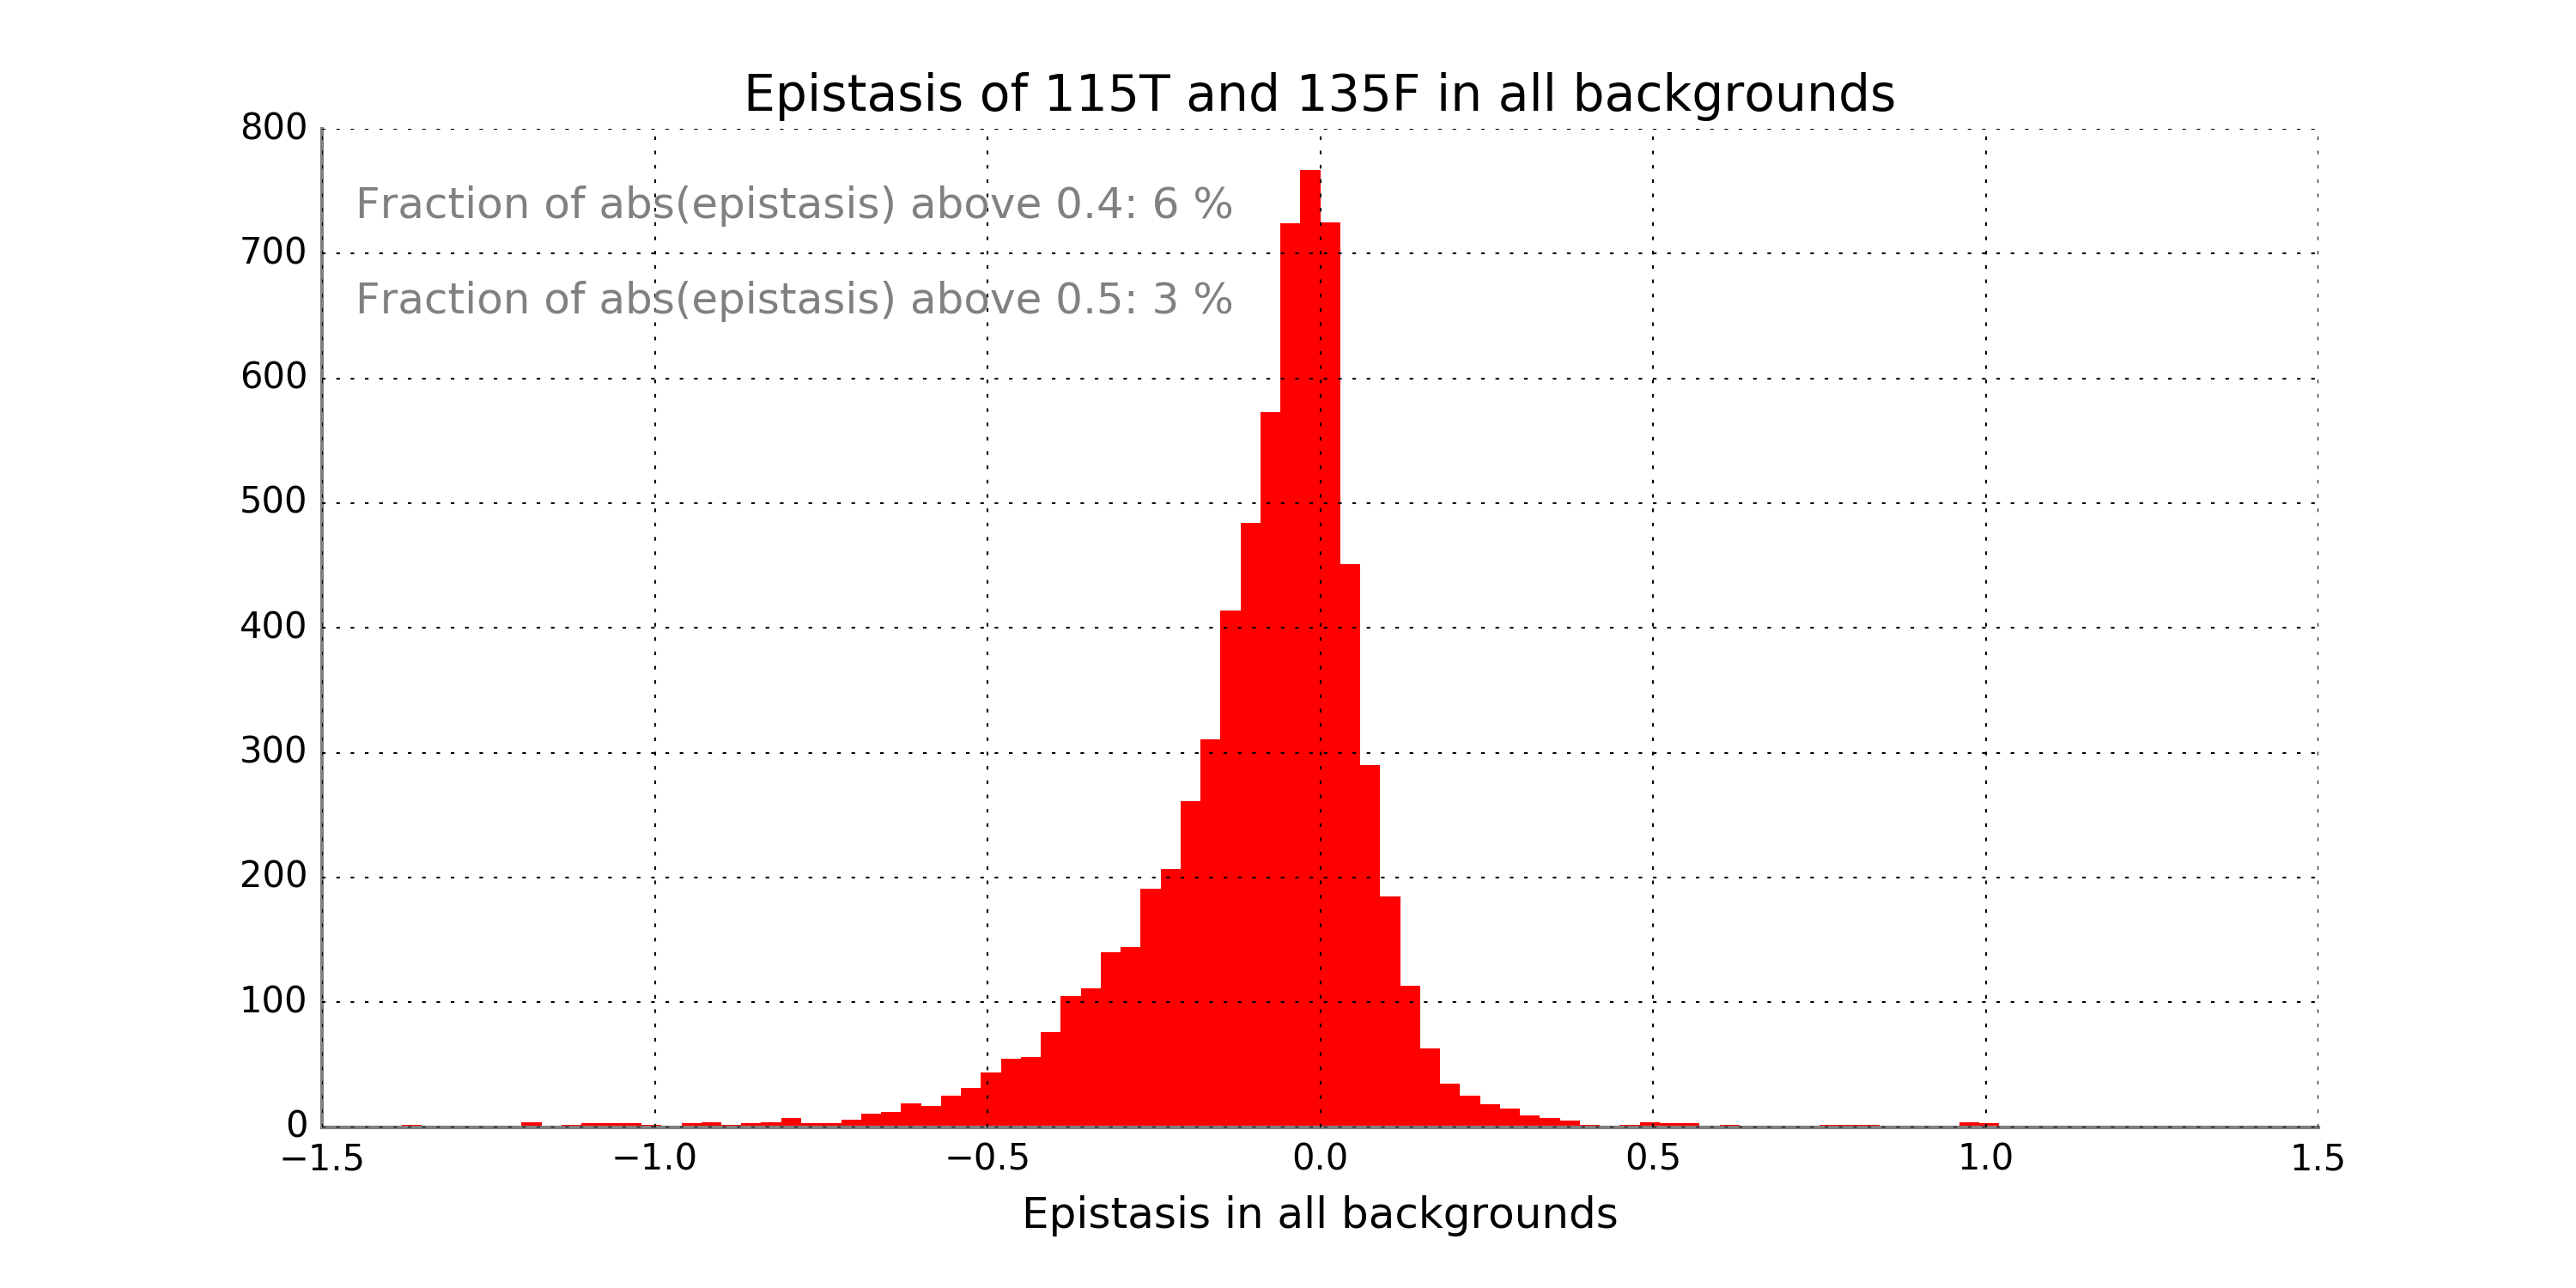 Epistasis of 115T and 135F in all backgrounds
800
Fraction of abs(epistasis) above 0.4: 6 %
700
Fraction of abs(epistasis) above 0.5: 3 %
600
500
400
300
200
100
0
−1.5 −1.0 −0.5 0.0 0.5 1.0 1.5
Epistasis in all backgrounds